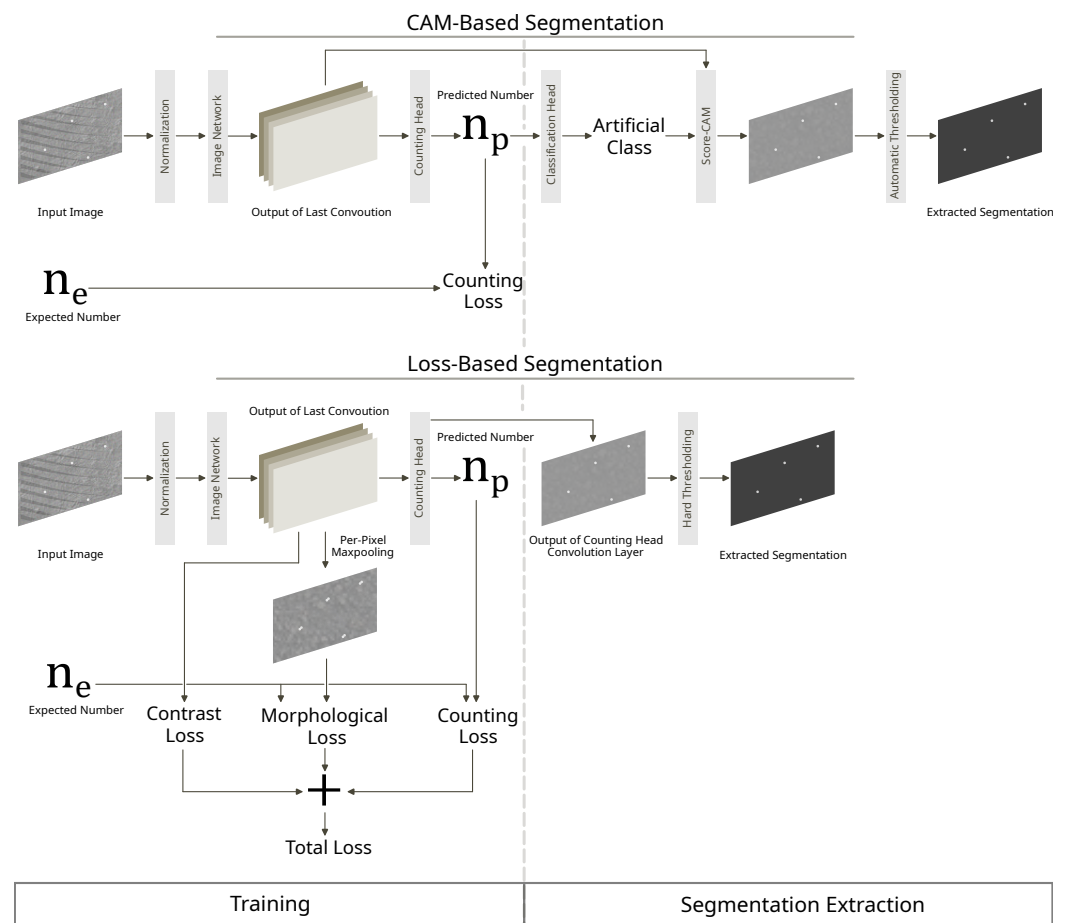 CAM-Based Segmentation
Normalization
Image Network
Counting Head
Predicted Number
n_p
Classification Head
Artificial
Class
Score-CAM
Automatic Thresholding
Input Image
Output of Last Convoution
Extracted Segmentation
n_e
Expected Number
Counting
Loss
Loss-Based Segmentation
Output of Last Convoution
Normalization
Image Network
Counting Head
Predicted Number
n_p
Hard Thresholding
Input Image
Per-Pixel
Maxpooling
Output of Counting Head
Convolution Layer
Extracted Segmentation
n_e
Expected Number
Contrast
Loss
Morphological
Loss
Counting
Loss
+
Total Loss
Training
Segmentation Extraction